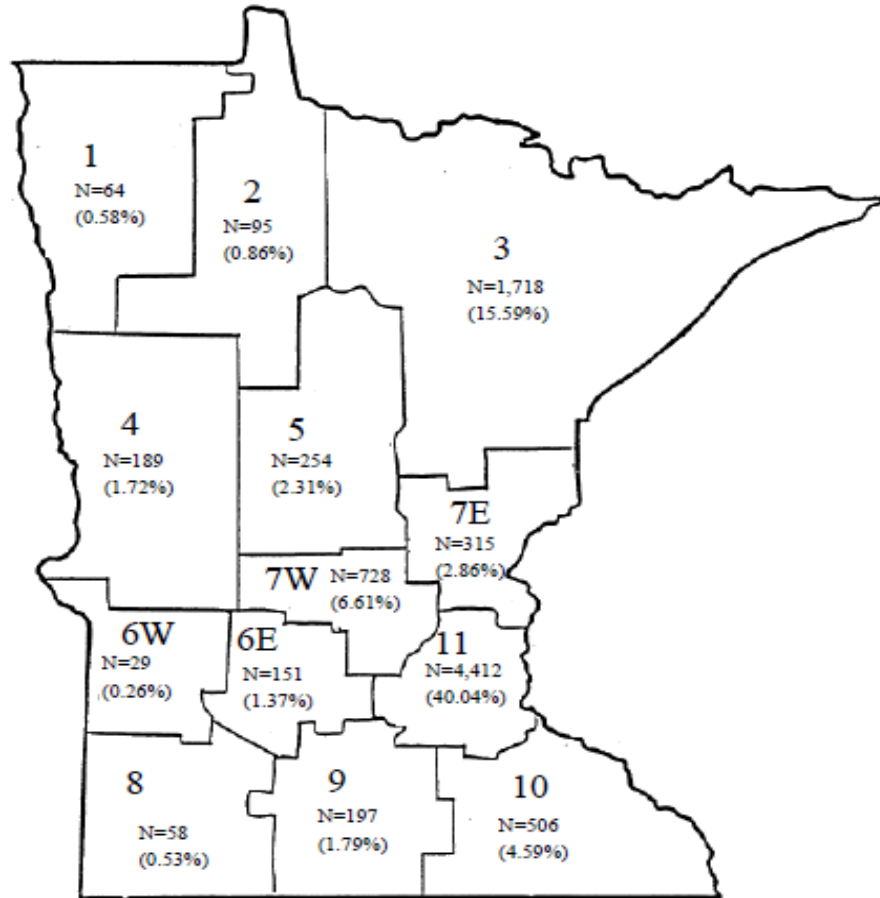 1
N=64
(0.58%)
2
N=95
(0.86%)
3
N=1,718
(15.59%)
4
N=189
(1.72%)
5
N=254
(2.31%)
7E
N=315
(2.86%)
7W
N=728
(6.61%)
6W
N=29
(0.26%)
6E
N=151
(1.37%)
11
N=4,412
(40.04%)
8
N=58
(0.53%)
9
N=197
(1.79%)
10
N=506
(4.59%)